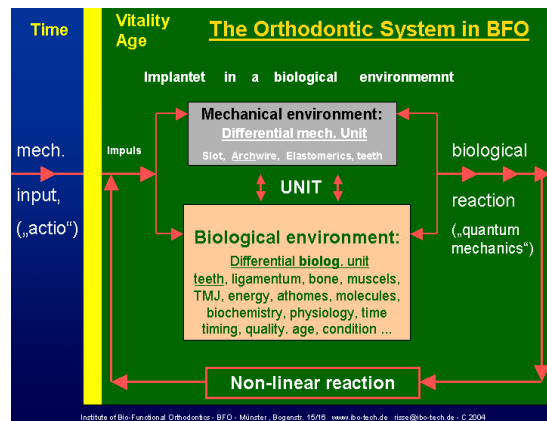 Time
Vitality
Age
The Orthodontic System in BFO
Implantet in a biological environmemnt
Mechanical environment:
Differential mech. Unit
Slot, Archwire, Elastomerics, teeth
mech.
input,
(„actio“)
Impuls
UNIT
biological
reaction
(„quantum
mechanics“)
Biological environment:
Differential biolog. unit
teeth, ligamentum, bone, muscels,
TMJ, energy, athomes, molecules,
biochemistry, physiology, time
timing, quality. age, condition ...
Non-linear reaction
Institute of Bio-Functional Orthodontics - BFO - Münster , Bogenstr. 15/16 www.ibo-tech.de risse@ibo-tech.de - C 2004